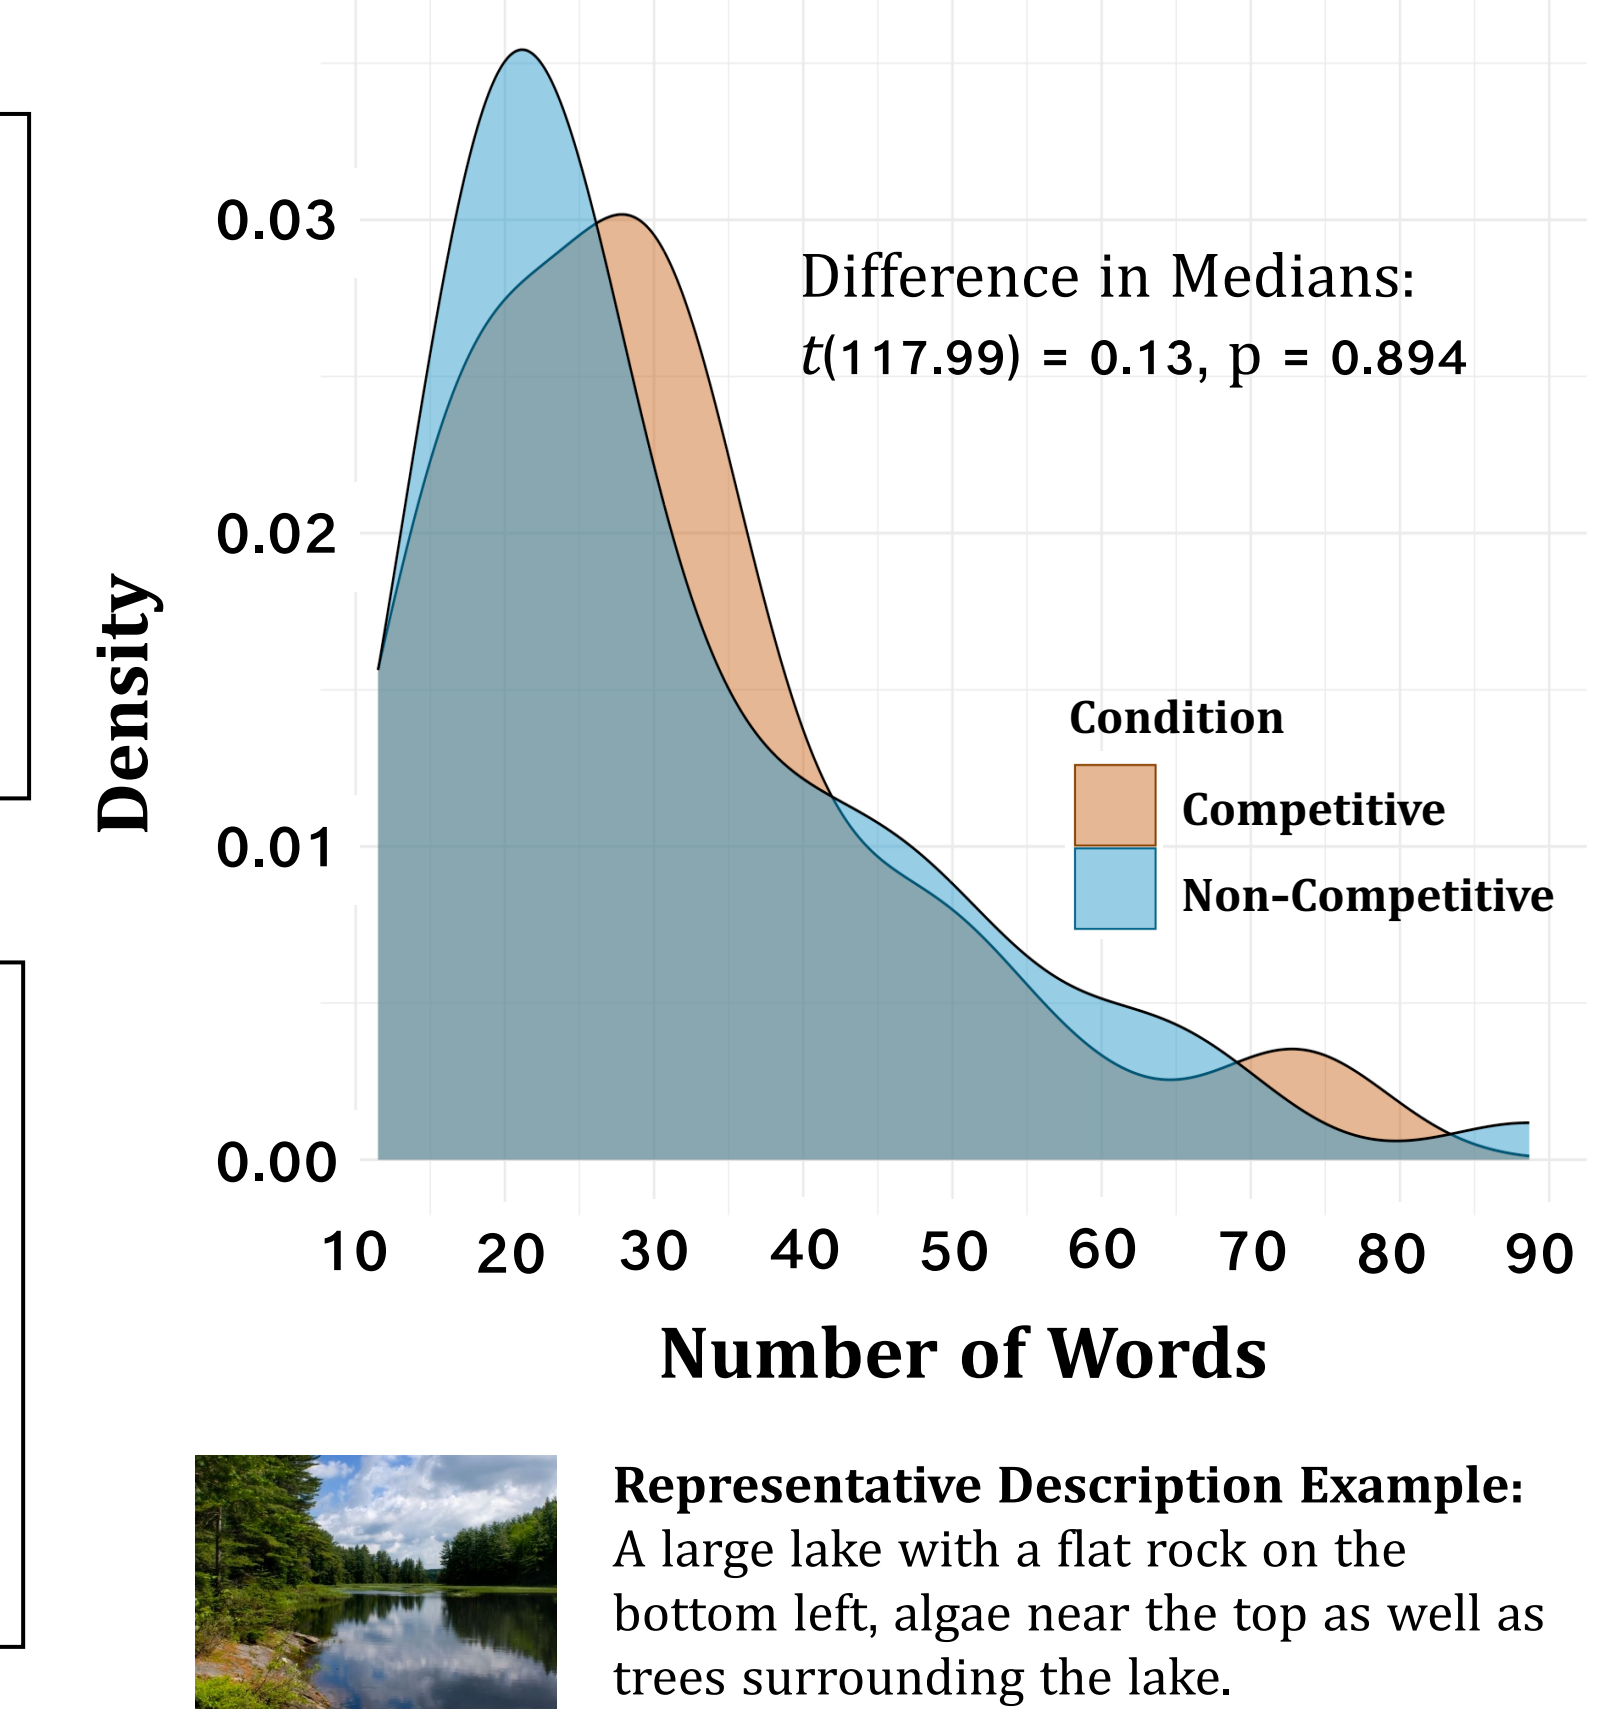 0.03
0.02
0.01
0.00
Density
Difference in Medians:
t(117.99) = 0.13, p = 0.894
Condition
Competitive
Non-Competitive
10 20 30 40 50 60 70 80 90
Number of Words
Representative Description Example:
A large lake with a flat rock on the
bottom left, algae near the top as well as
trees surrounding the lake.